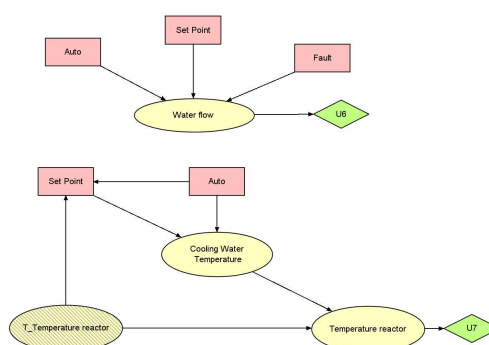 Set Point
Auto
Fault
Water flow
U6
Set Point
Auto
Cooling Water
Temperature
T_Temperature reactor
Temperature reactor
U7